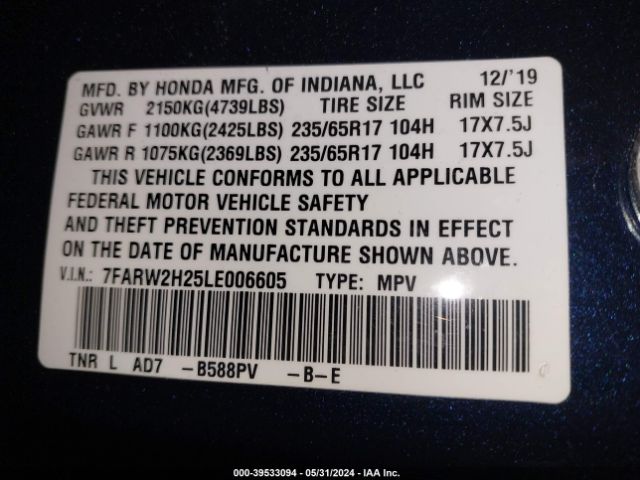 MFD. BY HONDA MFG. OF INDIANA, LLC 12/'19
GVWR 2150KG(4739LBS) TIRE SIZE RIM SIZE
GAWR F 1100KG(2425LBS) 235/65R17 104H 17X7.5J
GAWR R 1075KG(2369LBS) 235/65R17 104H 17X7.5J
THIS VEHICLE CONFORMS TO ALL APPLICABLE
FEDERAL MOTOR VEHICLE SAFETY
AND THEFT PREVENTION STANDARDS IN EFFECT
ON THE DATE OF MANUFACTURE SHOWN ABOVE.
V.I.N.: 7FARW2H25LE006605 TYPE: MPV
TNR L AD7 -B588PV -B-E
000-39533094 - 05/31/2024 - IAA Inc.